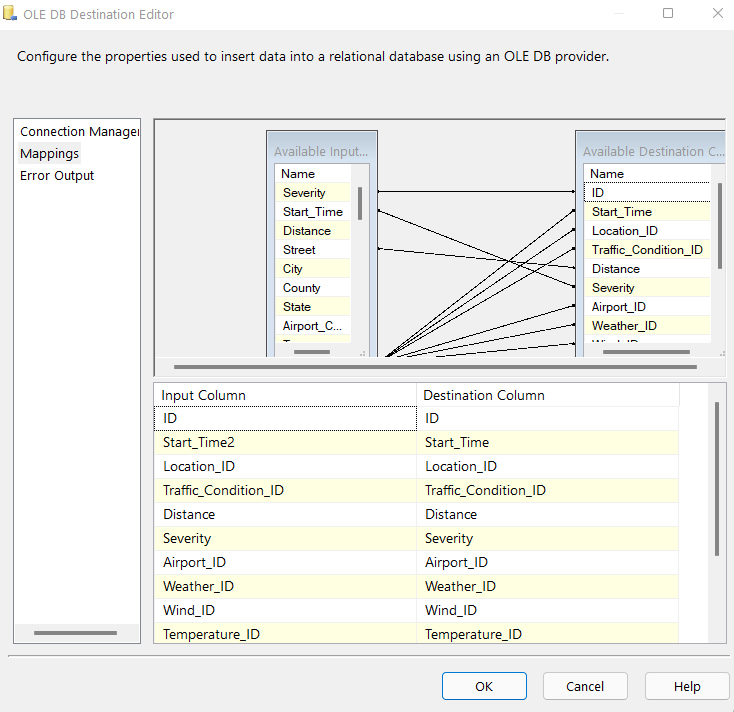 OLE DB Destination Editor
Configure the properties used to insert data into a relational database using an OLE DB provider.
Connection Manager
Mappings
Error Output
Available Input...
Name
Severity
Start_Time
Distance
Street
City
County
State
Airport_C...
Available Destination C...
Name
ID
Start_Time
Location_ID
Traffic_Condition_ID
Distance
Severity
Airport_ID
Weather_ID
Wind_ID
Input Column Destination Column
ID ID
Start_Time2 Start_Time
Location_ID Location_ID
Traffic_Condition_ID Traffic_Condition_ID
Distance Distance
Severity Severity
Airport_ID Airport_ID
Weather_ID Weather_ID
Wind_ID Wind_ID
Temperature_ID Temperature_ID
OK Cancel Help